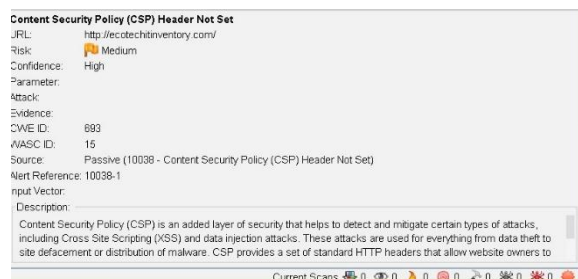 Content Security Policy (CSP) Header Not Set
URL: http://ecotechitinventory.com/
Risk: Medium
Confidence: High
Parameter:
Attack:
Evidence:
CWE ID: 693
WASC ID: 15
Source: Passive (10038 - Content Security Policy (CSP) Header Not Set)
Alert Reference: 10038-1
Input Vector:
Description:
Content Security Policy (CSP) is an added layer of security that helps to detect and mitigate certain types of attacks,
including Cross Site Scripting (XSS) and data injection attacks. These attacks are used for everything from data theft to
site defacement or distribution of malware. CSP provides a set of standard HTTP headers that allow website owners to
Current Scans 0 0 0 0 0 0 0